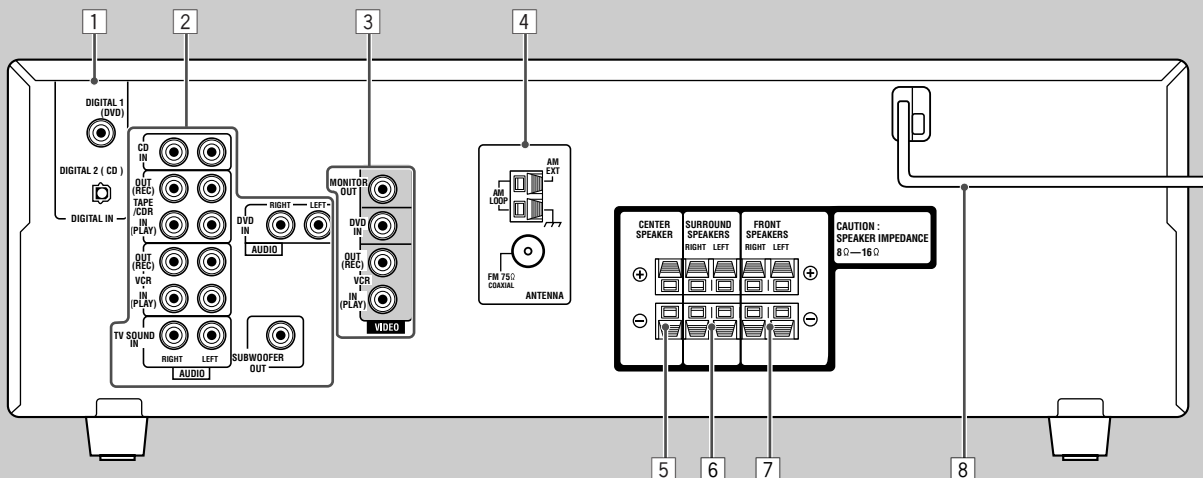 1
2
3
4
DIGITAL 1
(DVD)
DIGITAL 2 ( CD )
DIGITAL IN
CD
IN
OUT
(REC)
TAPE
/CDR
IN
(PLAY)
OUT
(REC)
VCR
IN
(PLAY)
TV SOUND
IN
RIGHT LEFT
AUDIO
RIGHT LEFT
DVD
IN
AUDIO
SUBWOOFER
OUT
MONITOR
OUT
DVD
IN
OUT
(REC)
VCR
IN
(PLAY)
VIDEO
AM
EXT
AM
LOOP
FM 75Ω
COAXIAL
ANTENNA
CENTER
SPEAKER
SURROUND
SPEAKERS
RIGHT LEFT
FRONT
SPEAKERS
RIGHT LEFT
+ +
− −
CAUTION :
SPEAKER IMPEDANCE
8Ω—16Ω
5
6
7
8